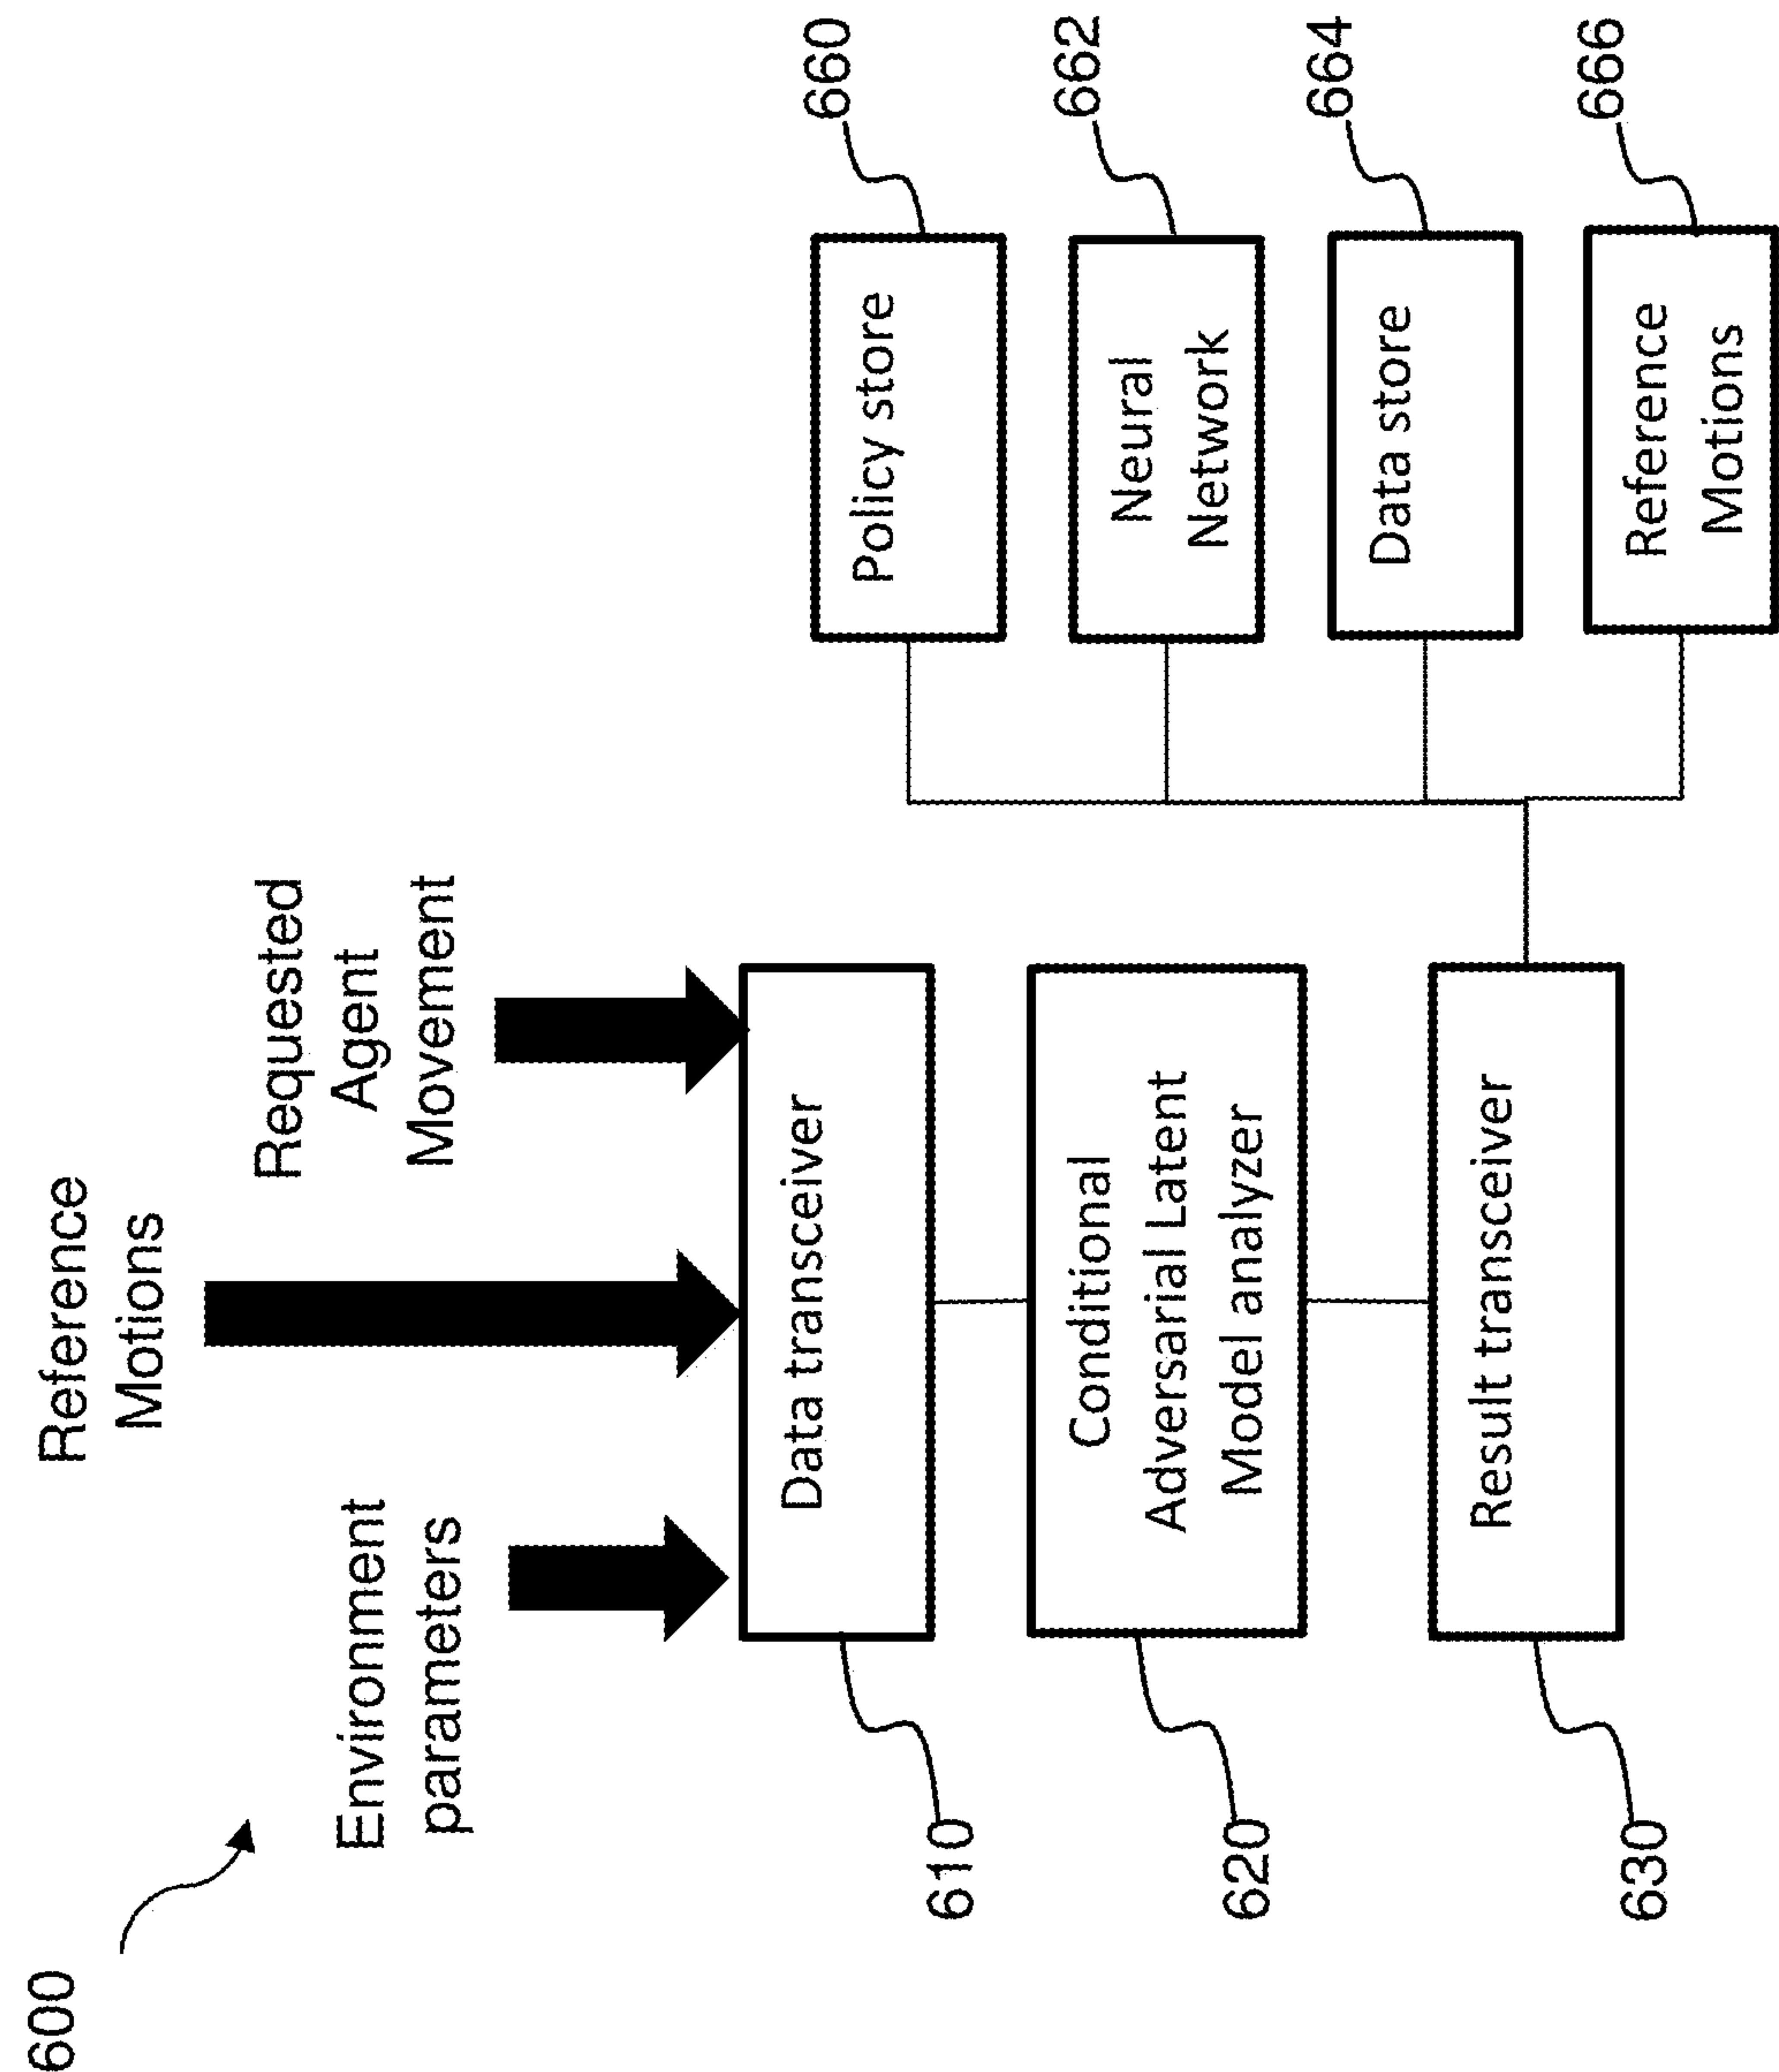 600
Reference
Motions
Environment
parameters
Requested
Agent
Movement
Data transceiver
610
Conditional
Adversarial Latent
Model analyzer
620
Result transceiver
630
Policy store
660
Neural
Network
662
Data store
664
Reference
Motions
666